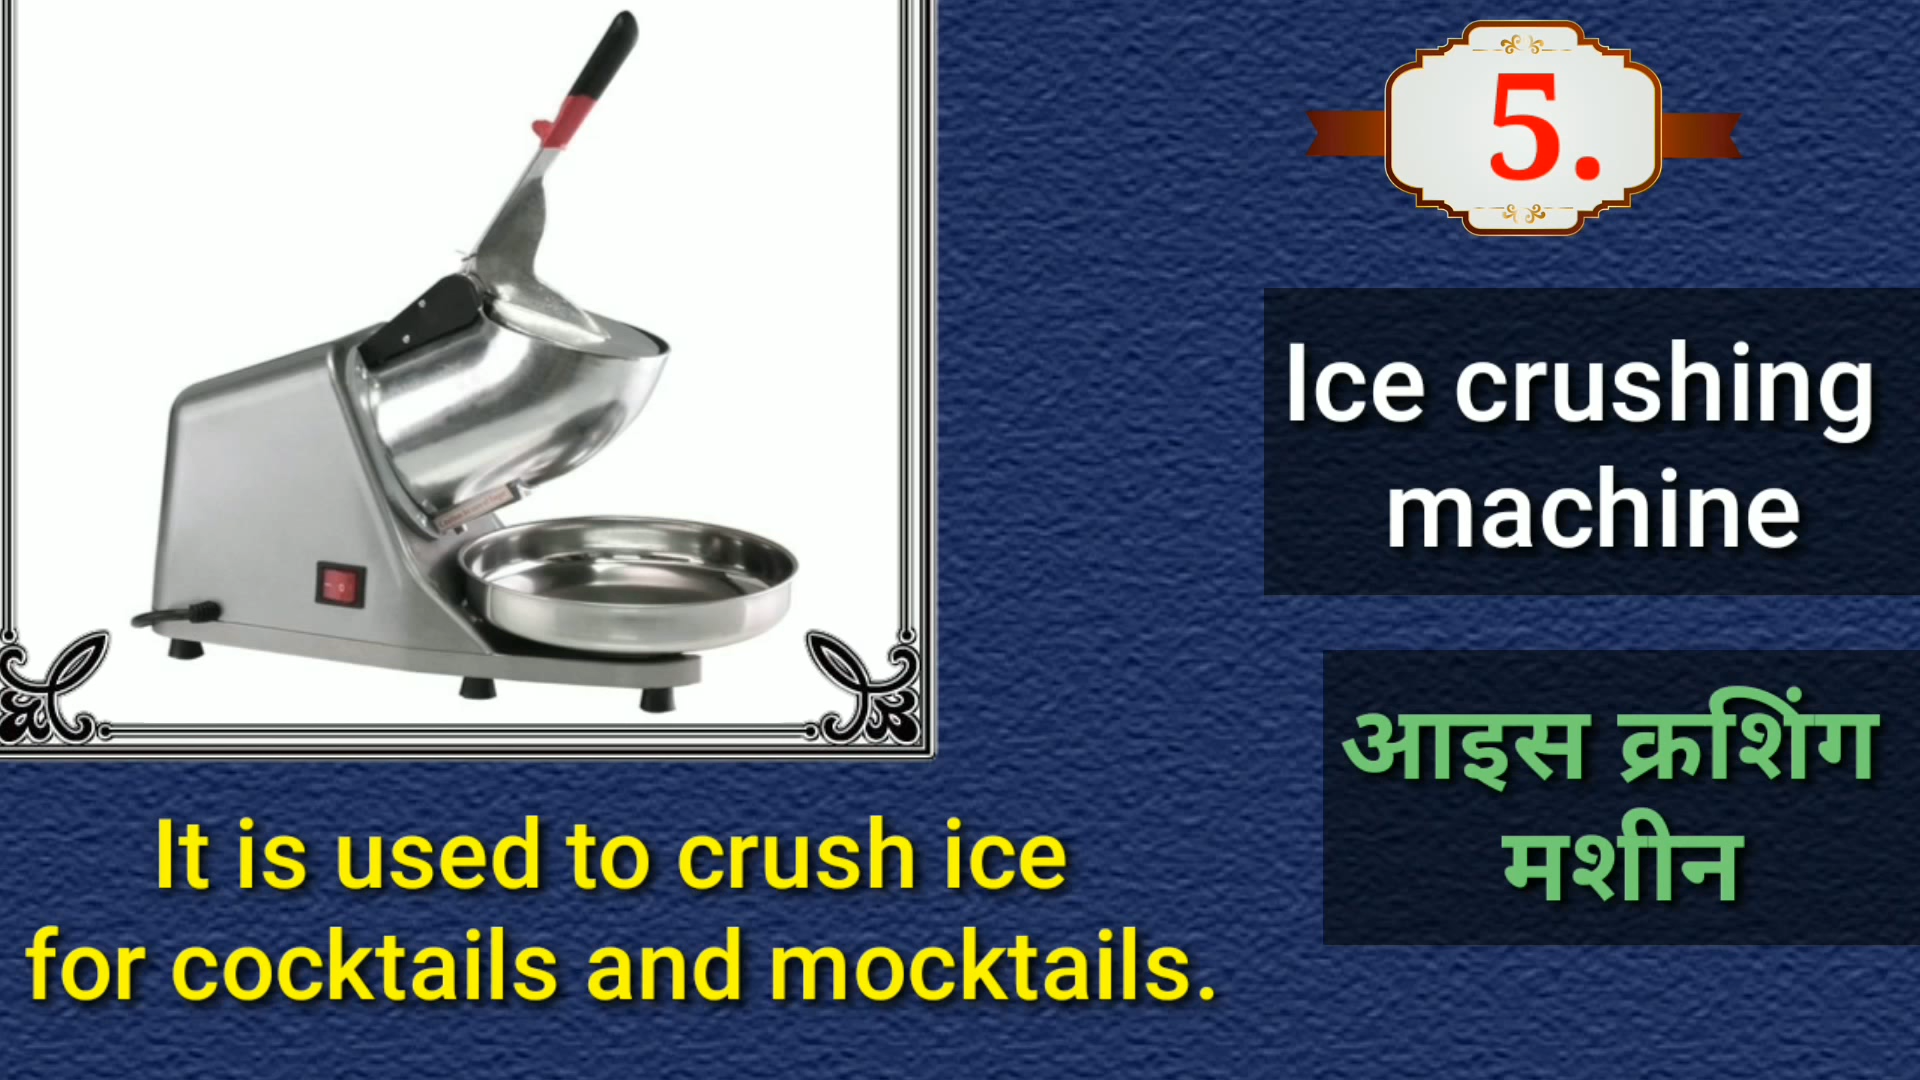 5.
Ice crushing
machine
आइस क्रशिंग
मशीन
It is used to crush ice
for cocktails and mocktails.